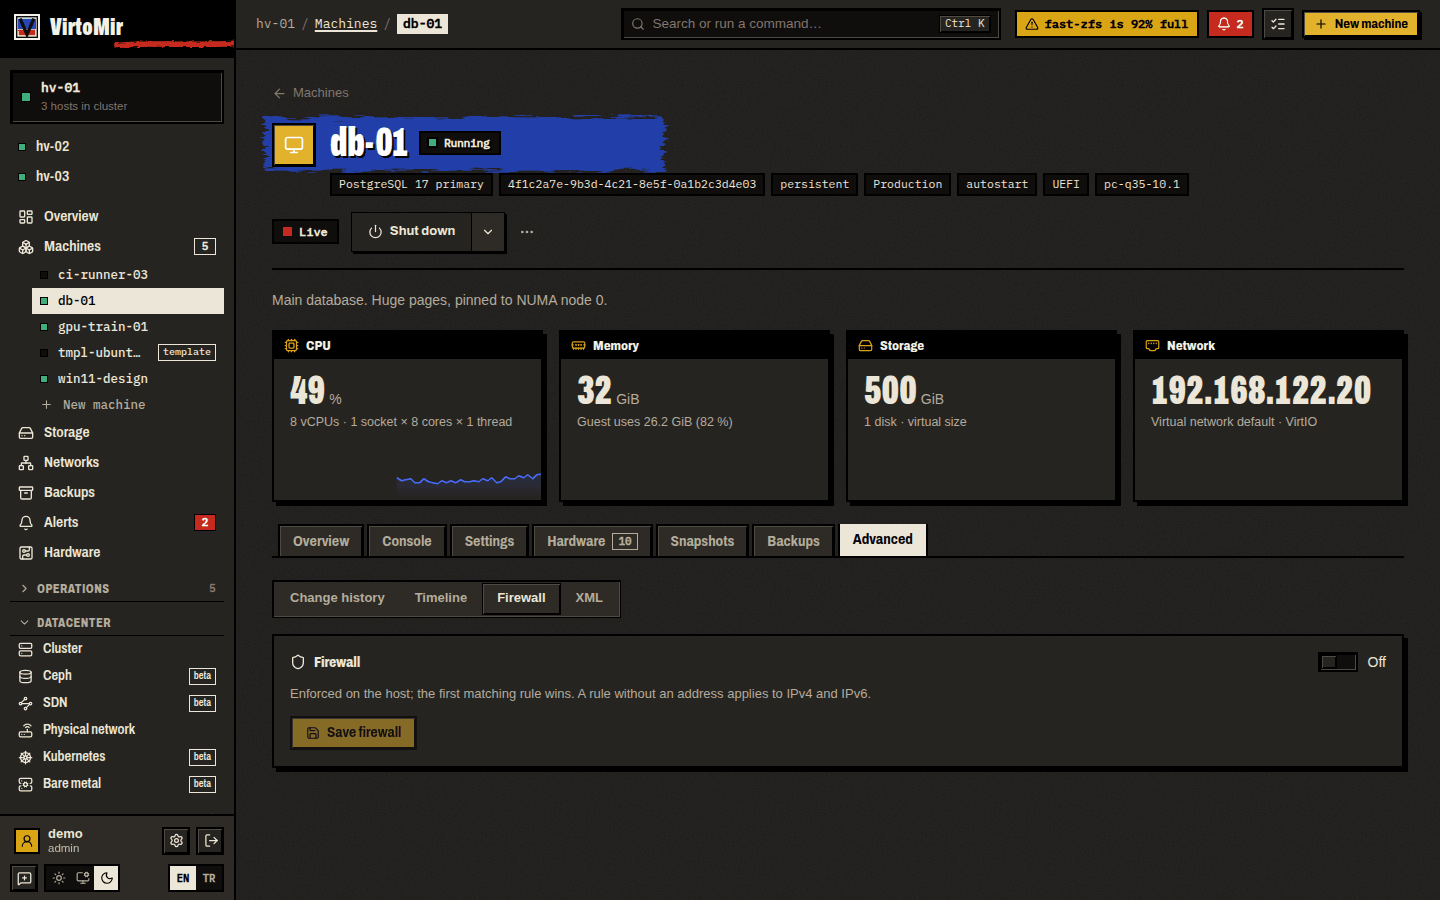 VirtoMir
hv-01 / Machines / db-01
Search or run a command…
Ctrl K
fast-zfs is 92% full
2
New machine
hv-01
3 hosts in cluster
hv-02
hv-03
Overview
Machines 5
ci-runner-03
db-01
gpu-train-01
tmpl-ubunt… template
win11-design
New machine
Storage
Networks
Backups
Alerts 2
Hardware
OPERATIONS 5
DATACENTER
Cluster
Ceph beta
SDN beta
Physical network
Kubernetes beta
Bare metal beta
demo
admin
EN TR
Machines
db-01 Running
PostgreSQL 17 primary 4f1c2a7e-9b3d-4c21-8e5f-0a1b2c3d4e03 persistent Production autostart UEFI pc-q35-10.1
Live Shut down
Main database. Huge pages, pinned to NUMA node 0.
CPU
49 %
8 vCPUs · 1 socket × 8 cores × 1 thread
Memory
32 GiB
Guest uses 26.2 GiB (82 %)
Storage
500 GiB
1 disk · virtual size
Network
192.168.122.20
Virtual network default · VirtIO
Overview Console Settings Hardware 10 Snapshots Backups Advanced
Change history Timeline Firewall XML
Firewall Off
Enforced on the host; the first matching rule wins. A rule without an address applies to IPv4 and IPv6.
Save firewall